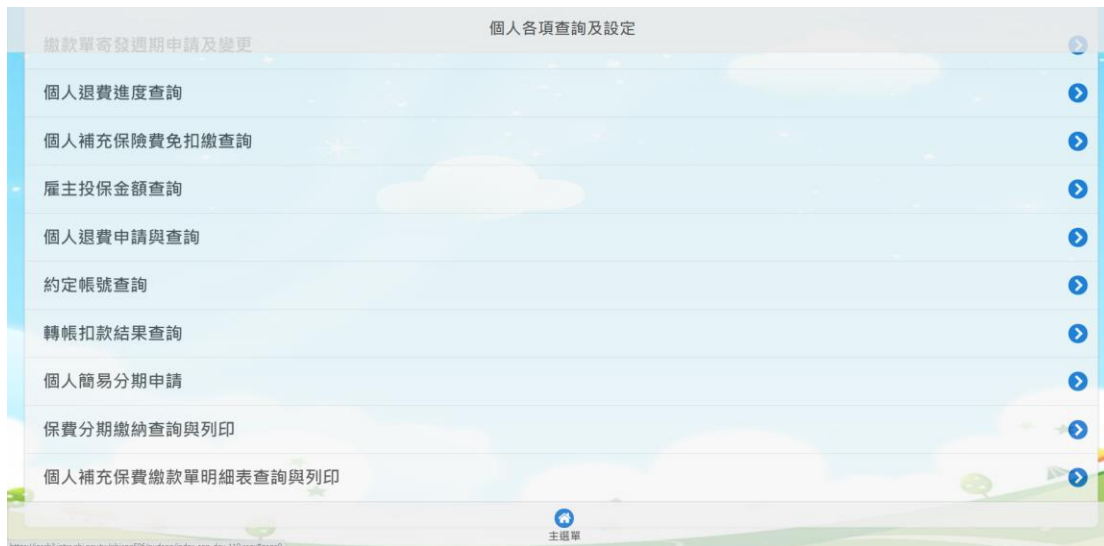 個人各項查詢及設定
繳款單寄發週期申請及變更
個人退費進度查詢
個人補充保險費免扣繳查詢
雇主投保金額查詢
個人退費申請與查詢
約定帳號查詢
轉帳扣款結果查詢
個人簡易分期申請
保費分期繳納查詢與列印
個人補充保費繳款單明細表查詢與列印
主選單